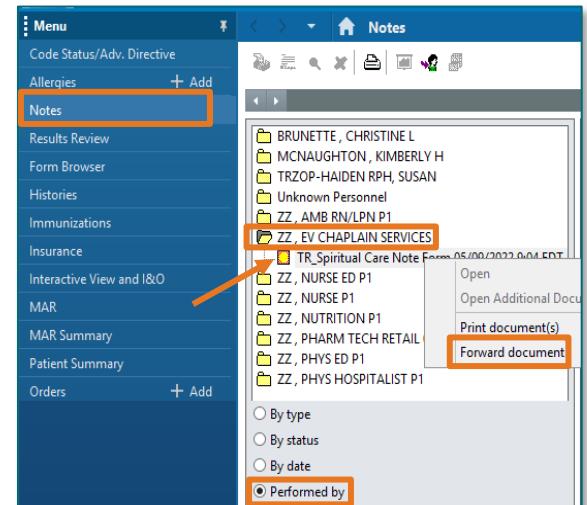 Menu
Notes
Code Status/Adv. Directive
Allergies + Add
Notes
Results Review
Form Browser
Histories
Immunizations
Insurance
Interactive View and I&O
MAR
MAR Summary
Patient Summary
Orders + Add
BRUNETTE , CHRISTINE L
MCNAUGHTON , KIMBERLY H
TRZOP-HAIDEN RPH, SUSAN
Unknown Personnel
ZZ , AMB RN/LPN P1
ZZ , EV CHAPLAIN SERVICES
TR_Spiritual Care Note Form 05/09/2022 9:04 EDT
ZZ , NURSE ED P1
ZZ , NURSE P1
ZZ , NUTRITION P1
ZZ , PHARM TECH RETAIL
ZZ , PHYS ED P1
ZZ , PHYS HOSPITALIST P1
Open
Open Additional Docu
Print document(s)
Forward document
By type
By status
By date
Performed by